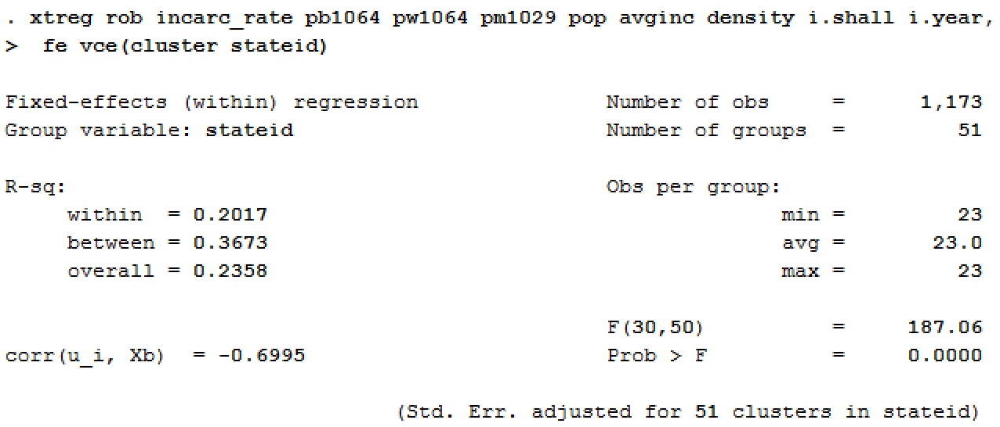 . xtreg rob incarc_rate pb1064 pw1064 pm1029 pop avginc density i.shall i.year,
>  fe vce(cluster stateid)
Fixed-effects (within) regression               Number of obs     =      1,173
Group variable: stateid                         Number of groups  =         51
R-sq:                                           Obs per group:
     within  = 0.2017                                         min =         23
     between = 0.3673                                         avg =       23.0
     overall = 0.2358                                         max =         23
                                                F(30,50)          =     187.06
corr(u_i, Xb)  = -0.6995                        Prob > F          =     0.0000
                               (Std. Err. adjusted for 51 clusters in stateid)